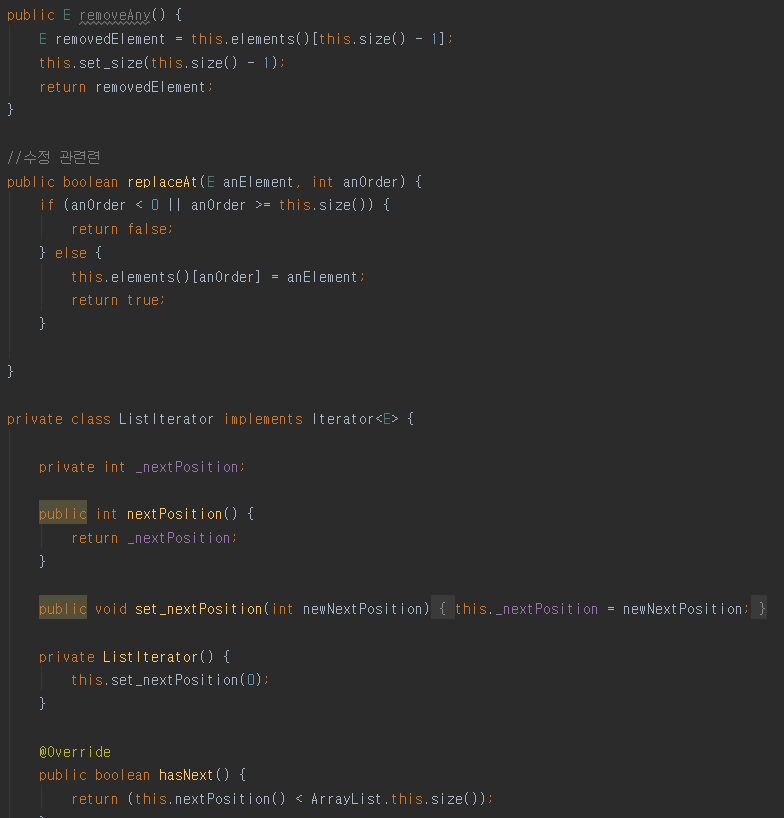 public E removeAny() {
    E removedElement = this.elements()[this.size() - 1];
    this.set_size(this.size() - 1);
    return removedElement;
}
//수정 관련련
public boolean replaceAt(E anElement, int anOrder) {
    if (anOrder < 0 || anOrder >= this.size()) {
        return false;
    } else {
        this.elements()[anOrder] = anElement;
        return true;
    }
}
private class ListIterator implements Iterator<E> {
    private int _nextPosition;
    public int nextPosition() {
        return _nextPosition;
    }
    public void set_nextPosition(int newNextPosition) { this._nextPosition = newNextPosition; }
    private ListIterator() {
        this.set_nextPosition(0);
    }
    @Override
    public boolean hasNext() {
        return (this.nextPosition() < ArrayList.this.size());